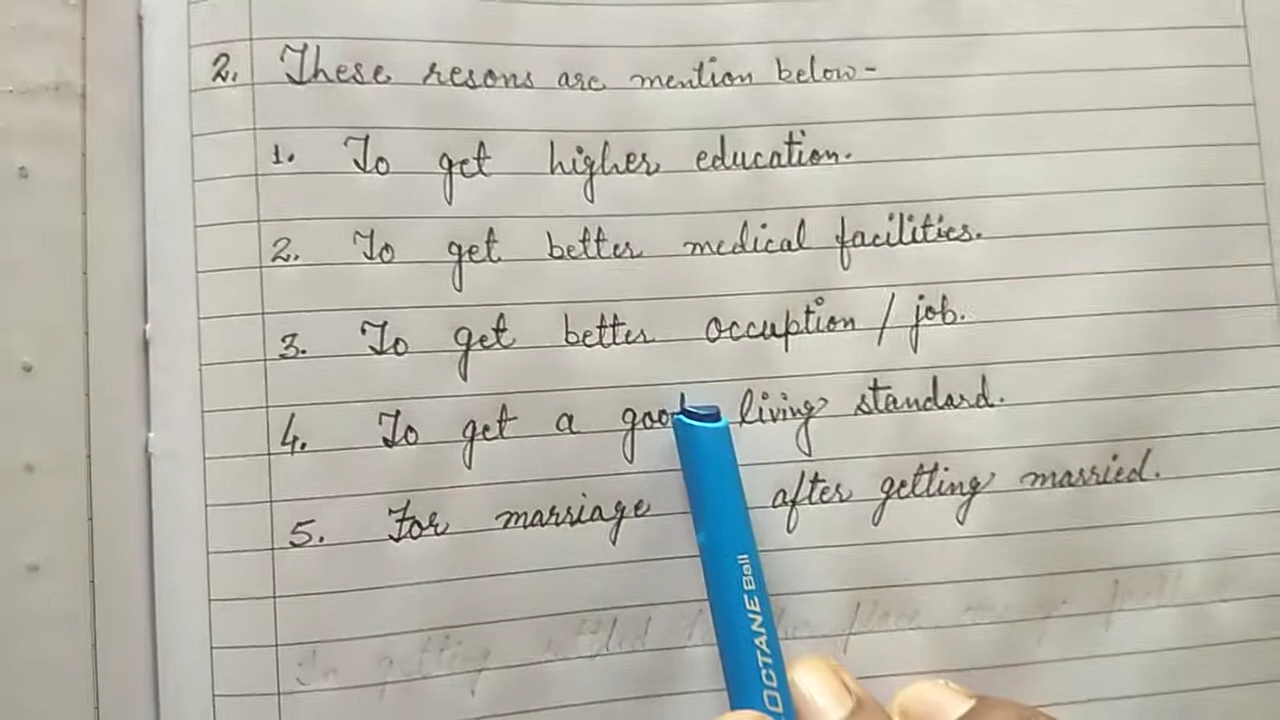 2. These resons are mention below-
1. To get higher education.
2. To get better medical facilities.
3. To get better occuption / job.
4. To get a good living standard.
5. For marriage after getting married.
OCTANE Ball